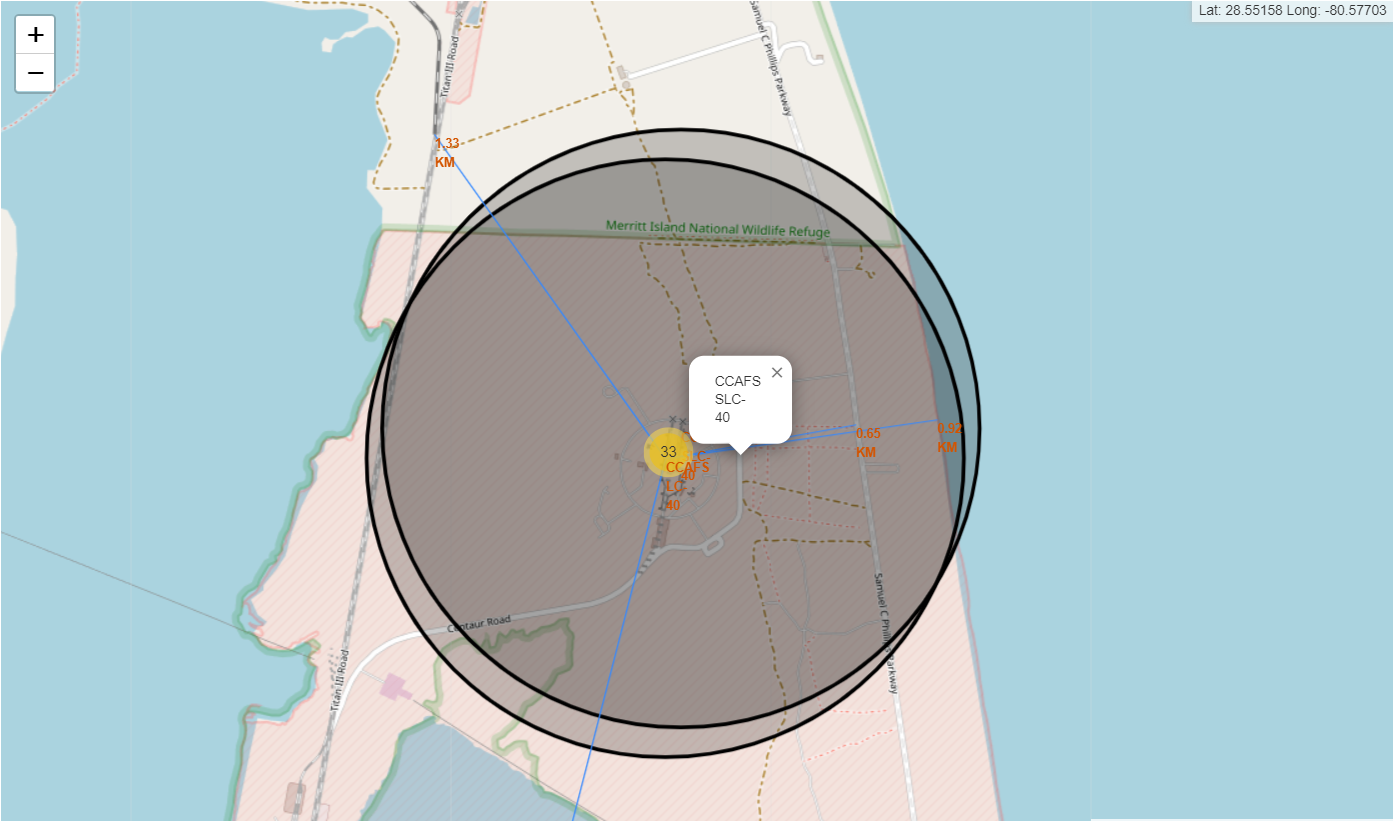 +
−
Lat: 28.55158 Long: -80.57703
Titan III Road
Samuel C Phillips Parkway
1.33
KM
Merritt Island National Wildlife Refuge
×
CCAFS
SLC-
40
33
0.65
KM
0.92
KM
LC-
40
CCAFS
LC-
40
Centaur Road
Titan III Road
Samuel C Phillips Parkway